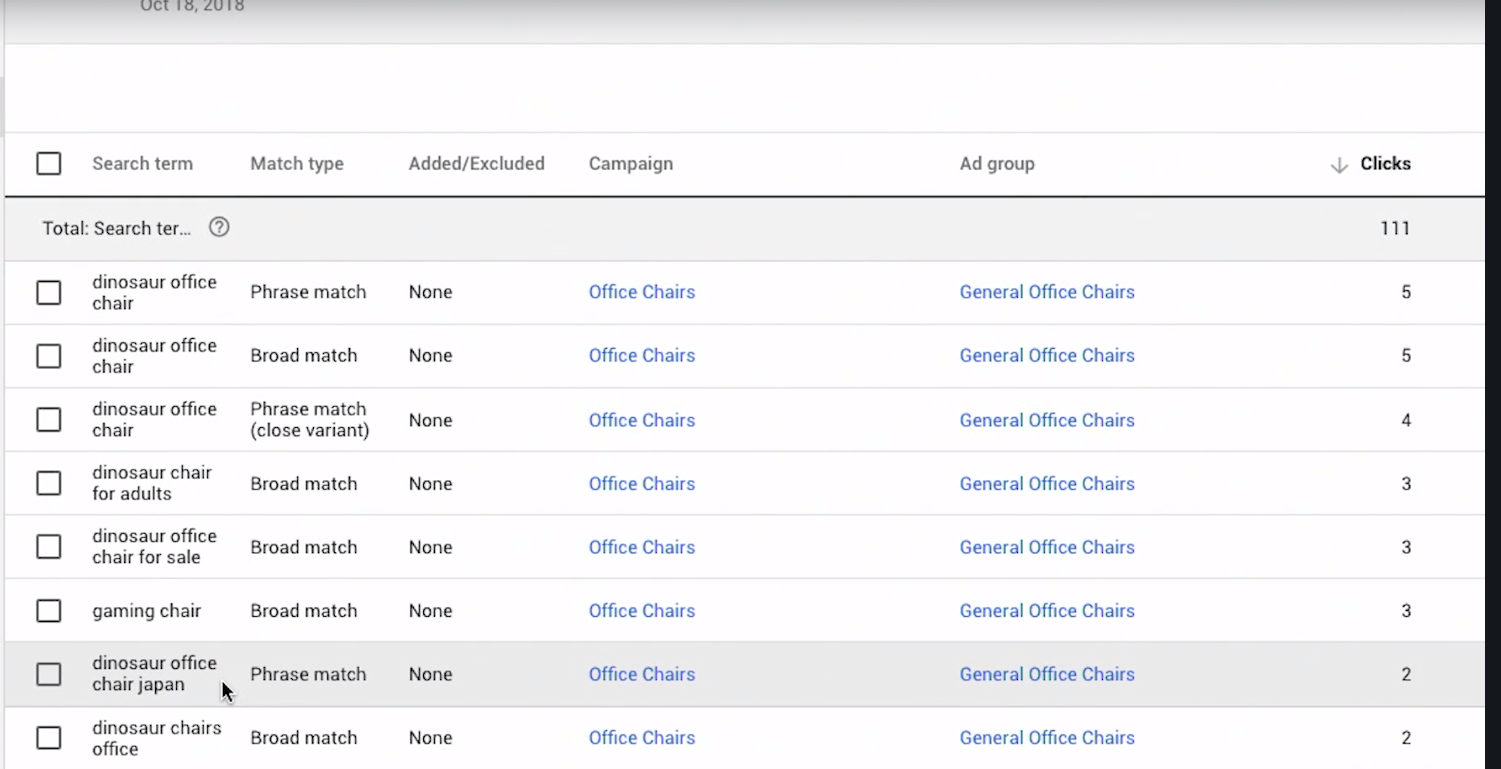 Oct 18, 2018
Search term Match type Added/Excluded Campaign Ad group Clicks
Total: Search ter... 111
dinosaur office
chair Phrase match None Office Chairs General Office Chairs 5
dinosaur office
chair Broad match None Office Chairs General Office Chairs 5
dinosaur office
chair Phrase match
(close variant) None Office Chairs General Office Chairs 4
dinosaur chair
for adults Broad match None Office Chairs General Office Chairs 3
dinosaur office
chair for sale Broad match None Office Chairs General Office Chairs 3
gaming chair Broad match None Office Chairs General Office Chairs 3
dinosaur office
chair japan Phrase match None Office Chairs General Office Chairs 2
dinosaur chairs
office Broad match None Office Chairs General Office Chairs 2